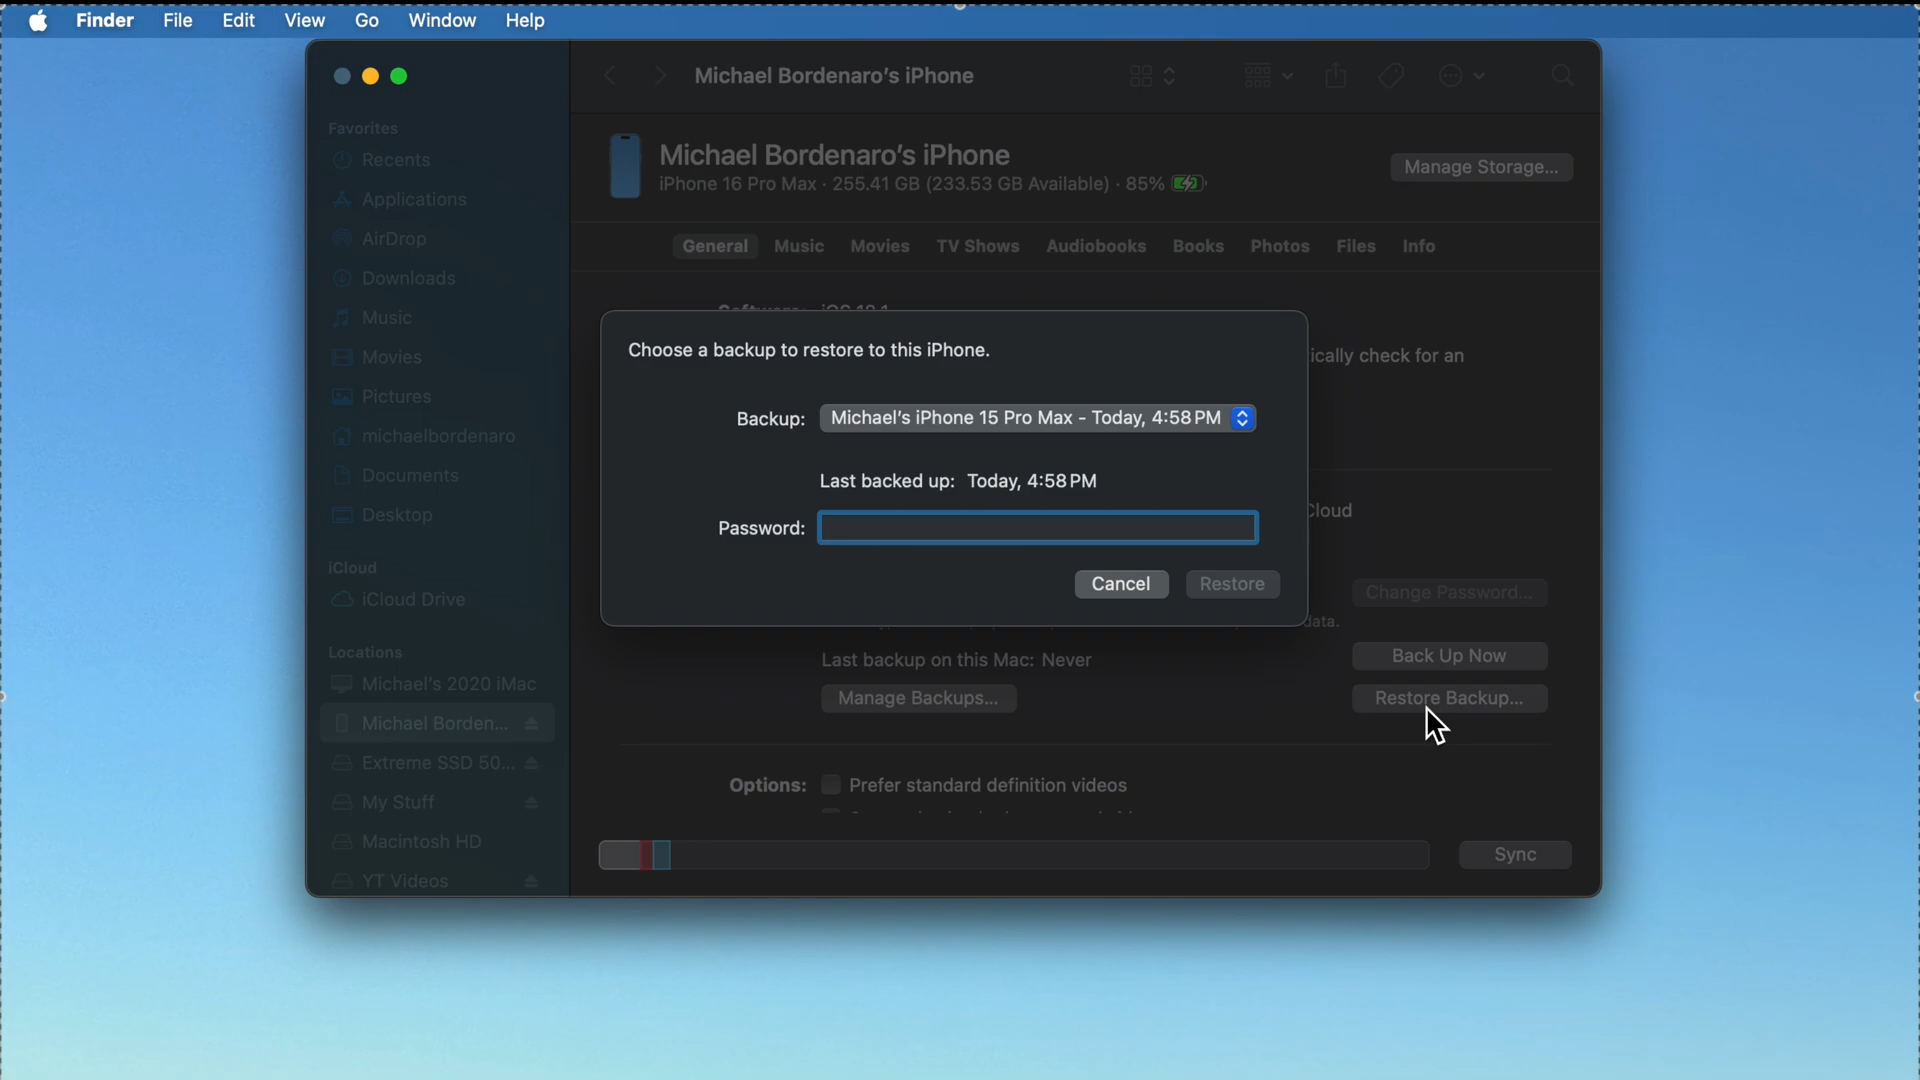 Finder File Edit View Go Window Help
Michael Bordenaro's iPhone
Favorites
Recents
Applications
AirDrop
Downloads
Music
Movies
Pictures
michaelbordenaro
Documents
Desktop
iCloud
iCloud Drive
Locations
Michael's 2020 iMac
Michael Borden...
Extreme SSD 50...
My Stuff
Macintosh HD
YT Videos
Michael Bordenaro's iPhone
iPhone 16 Pro Max · 255.41 GB (233.53 GB Available) · 85%
Manage Storage...
General Music Movies TV Shows Audiobooks Books Photos Files Info
ically check for an
Choose a backup to restore to this iPhone.
Backup: Michael's iPhone 15 Pro Max - Today, 4:58 PM
Last backed up: Today, 4:58 PM
Password:
Cancel Restore
Cloud
Change Password...
data.
Last backup on this Mac: Never
Back Up Now
Manage Backups...
Restore Backup...
Options: Prefer standard definition videos
Sync